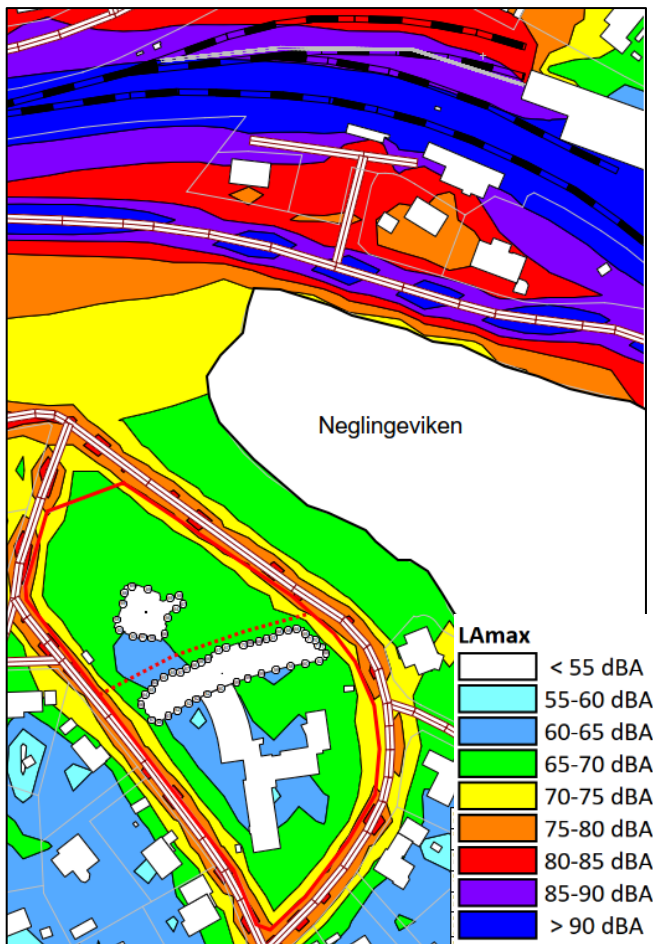 Neglingeviken
LAmax
< 55 dBA
55-60 dBA
60-65 dBA
65-70 dBA
70-75 dBA
75-80 dBA
80-85 dBA
85-90 dBA
> 90 dBA